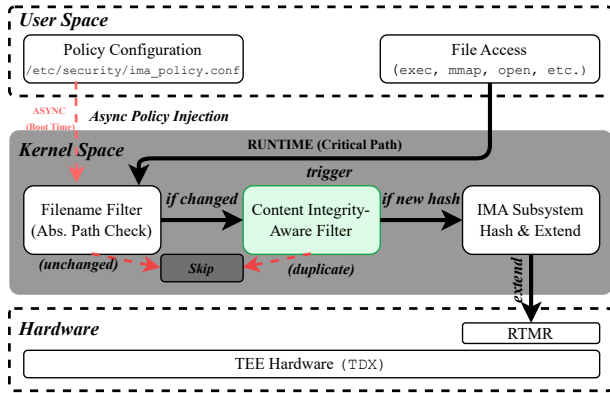 User Space
Policy Configuration
/etc/security/ima_policy.conf
File Access
(exec, mmap, open, etc.)
ASYNC
(Boot Time)
Async Policy Injection
Kernel Space
RUNTIME (Critical Path)
trigger
Filename Filter
(Abs. Path Check)
if changed
Content Integrity-
Aware Filter
if new hash
IMA Subsystem
Hash & Extend
(unchanged)
Skip
(duplicate)
extend
Hardware
RTMR
TEE Hardware (TDX)